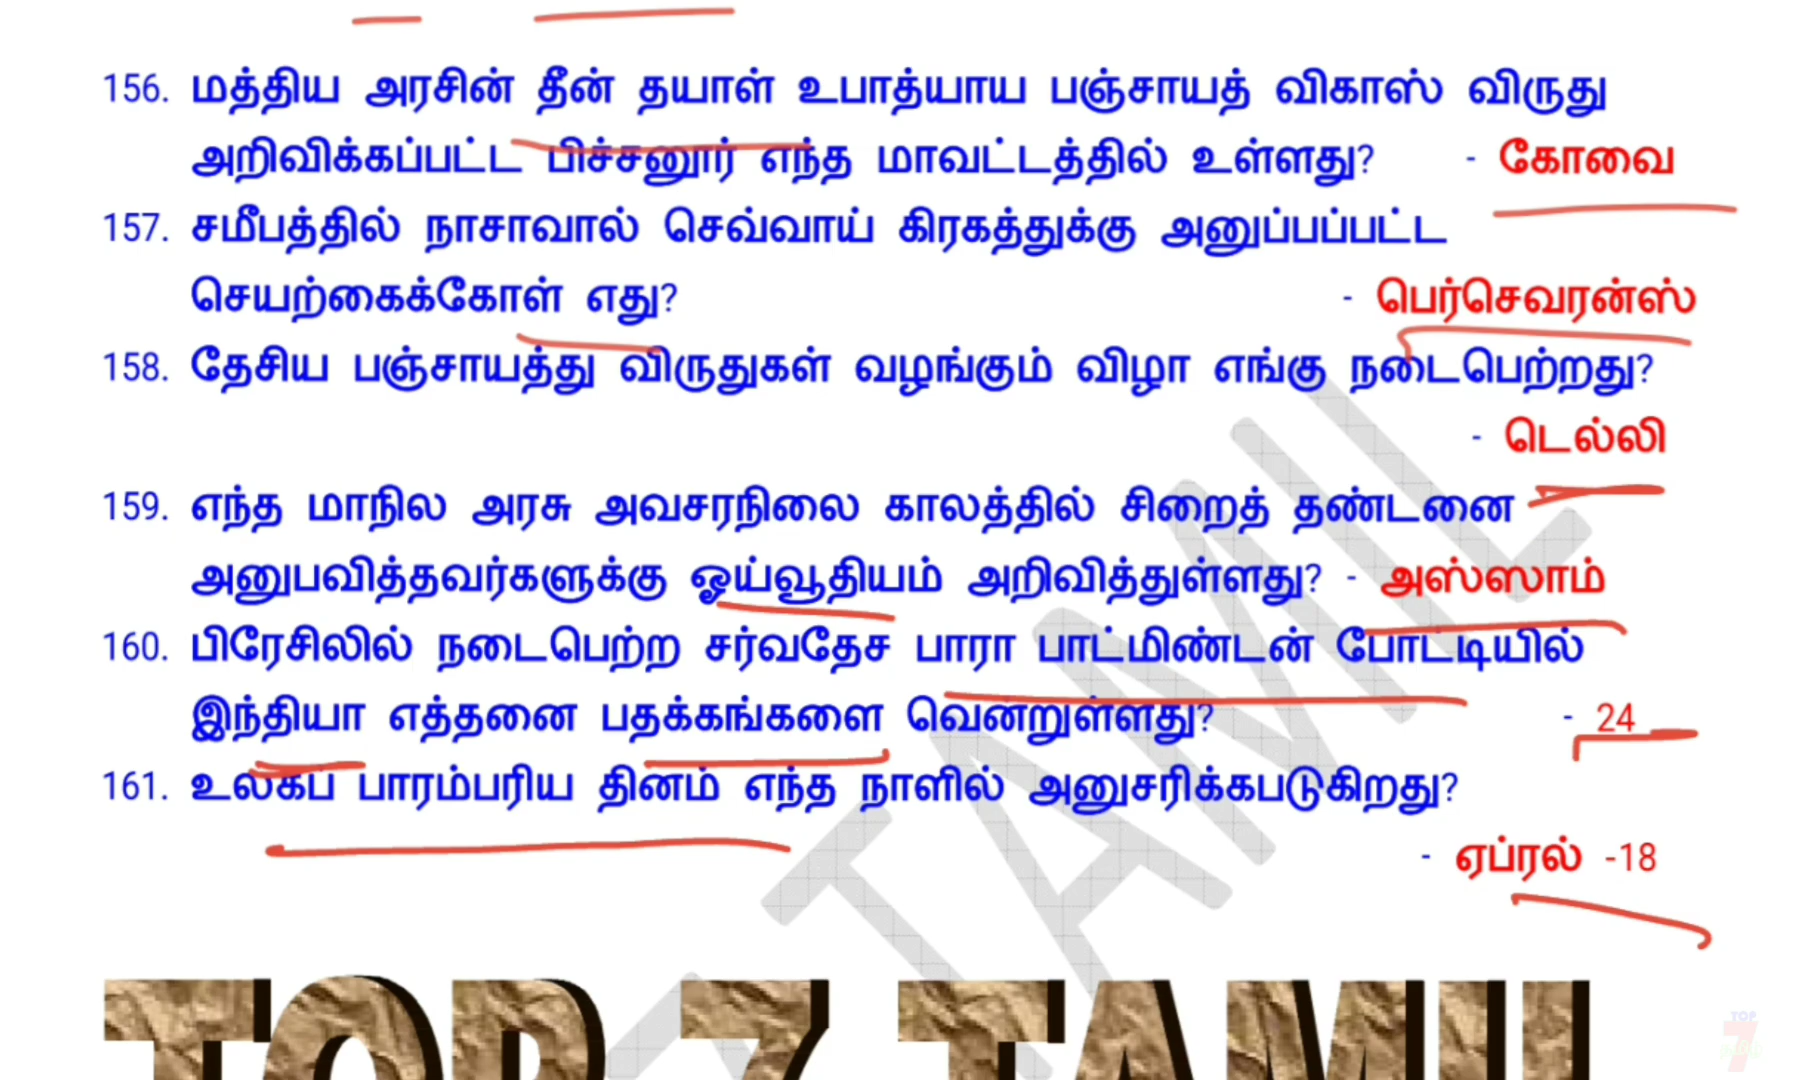 156. மத்திய அரசின் தீன் தயாள் உபாத்யாய பஞ்சாயத் விகாஸ் விருது
அறிவிக்கப்பட்ட பிச்சனூர் எந்த மாவட்டத்தில் உள்ளது? - கோவை
157. சமீபத்தில் நாசாவால் செவ்வாய் கிரகத்துக்கு அனுப்பப்பட்ட
செயற்கைக்கோள் எது? - பெர்செவரன்ஸ்
158. தேசிய பஞ்சாயத்து விருதுகள் வழங்கும் விழா எங்கு நடைபெற்றது?
- டெல்லி
159. எந்த மாநில அரசு அவசரநிலை காலத்தில் சிறைத் தண்டனை
அனுபவித்தவர்களுக்கு ஓய்வூதியம் அறிவித்துள்ளது? - அஸ்ஸாம்
160. பிரேசிலில் நடைபெற்ற சர்வதேச பாரா பாட்மிண்டன் போட்டியில்
இந்தியா எத்தனை பதக்கங்களை வென்றுள்ளது? - 24
161. உலகப் பாரம்பரிய தினம் எந்த நாளில் அனுசரிக்கபடுகிறது?
- ஏப்ரல் -18
TOP 7 TAMIL
TOP
7